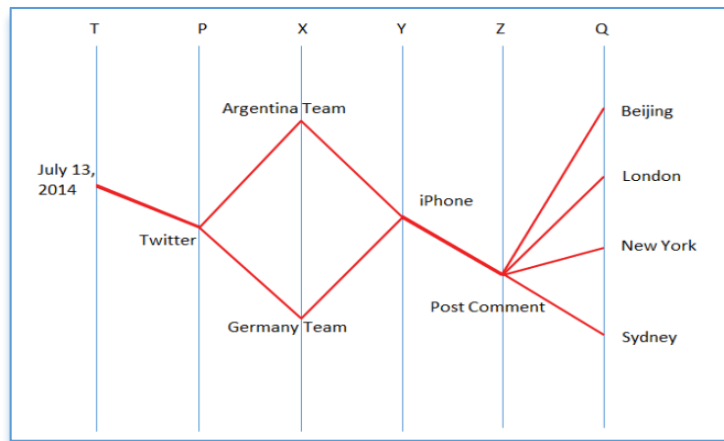 T P X Y Z Q
Argentina Team
Beijing
July 13,
2014
London
iPhone
Twitter
New York
Post Comment
Germany Team
Sydney